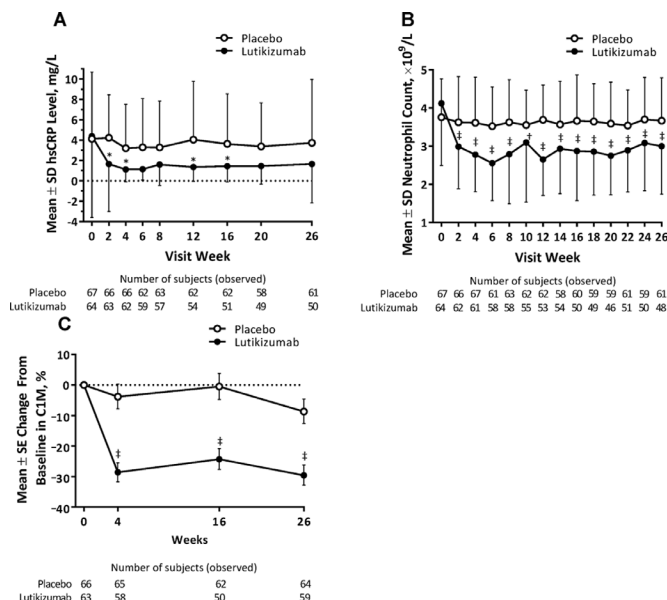 A
Placebo
Lutikizumab
Mean ± SD hsCRP Level, mg/L
10
8
6
4
2
0
-2
-4
* * * *
0 2 4 6 8 12 16 20 26
Visit Week
Number of subjects (observed)
Placebo 67 66 66 62 63 62 62 58 61
Lutikizumab 64 63 62 59 57 54 51 49 50
B
Placebo
Lutikizumab
Mean ± SD Neutrophil Count, ×10⁹/L
5
4
3
2
1
‡ ‡ ‡ ‡ ‡ ‡ ‡ ‡ ‡ ‡ ‡ ‡ ‡
0 2 4 6 8 10 12 14 16 18 20 22 24 26
Visit Week
Number of subjects (observed)
Placebo 67 66 67 61 63 62 62 58 60 59 59 61 59 61
Lutikizumab 64 62 61 58 58 55 53 54 50 49 46 51 50 48
C
Placebo
Lutikizumab
Mean ± SE Change From
Baseline in C1M, %
10
0
−10
−20
−30
−40
‡ ‡ ‡
0 4 16 26
Weeks
Number of subjects (observed)
Placebo 66 65 62 64
Lutikizumab 63 58 50 59